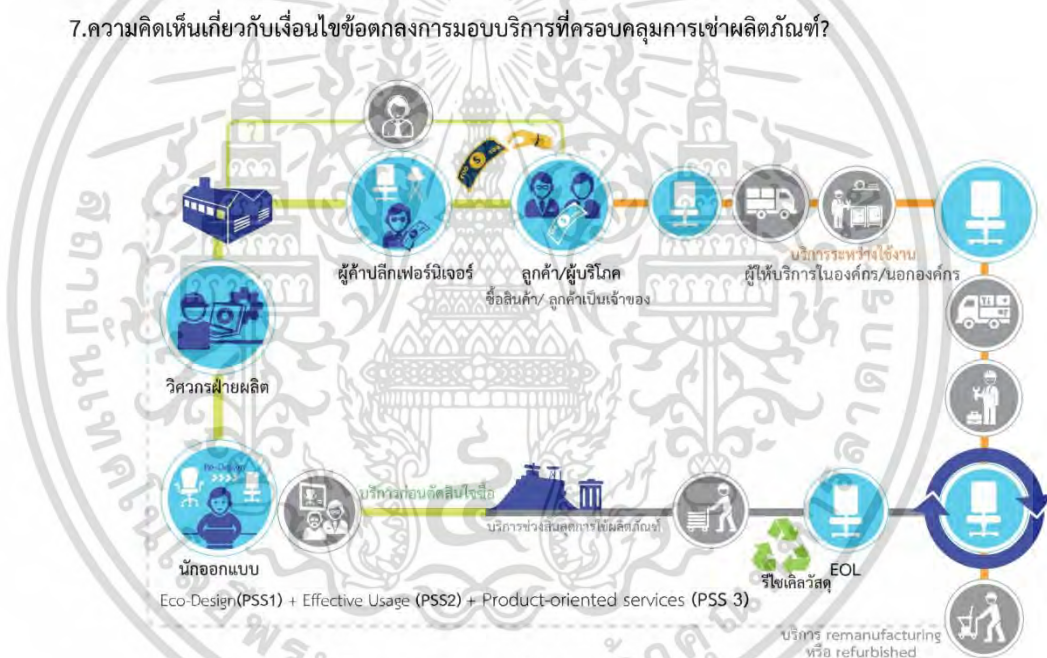 7.ความคิดเห็นเกี่ยวกับเงื่อนไขข้อตกลงการมอบบริการที่ครอบคลุมการเช่าผลิตภัณฑ์?
ผู้ค้าปลีกเฟอร์นิเจอร์
ลูกค้า/ผู้บริโภค
ซื้อสินค้า/ ลูกค้าเป็นเจ้าของ
บริการระหว่างใช้งาน
ผู้ให้บริการในองค์กร/นอกองค์กร
วิศวกรฝ่ายผลิต
Re-Design
บริการก่อนตัดสินใจซื้อ
บริการช่วงสิ้นสุดการใช้ผลิตภัณฑ์
นักออกแบบ
รีไซเคิลวัสดุ
EOL
Eco-Design(PSS1) + Effective Usage (PSS2) + Product-oriented services (PSS 3)
บริการ remanufacturing
หรือ refurbished